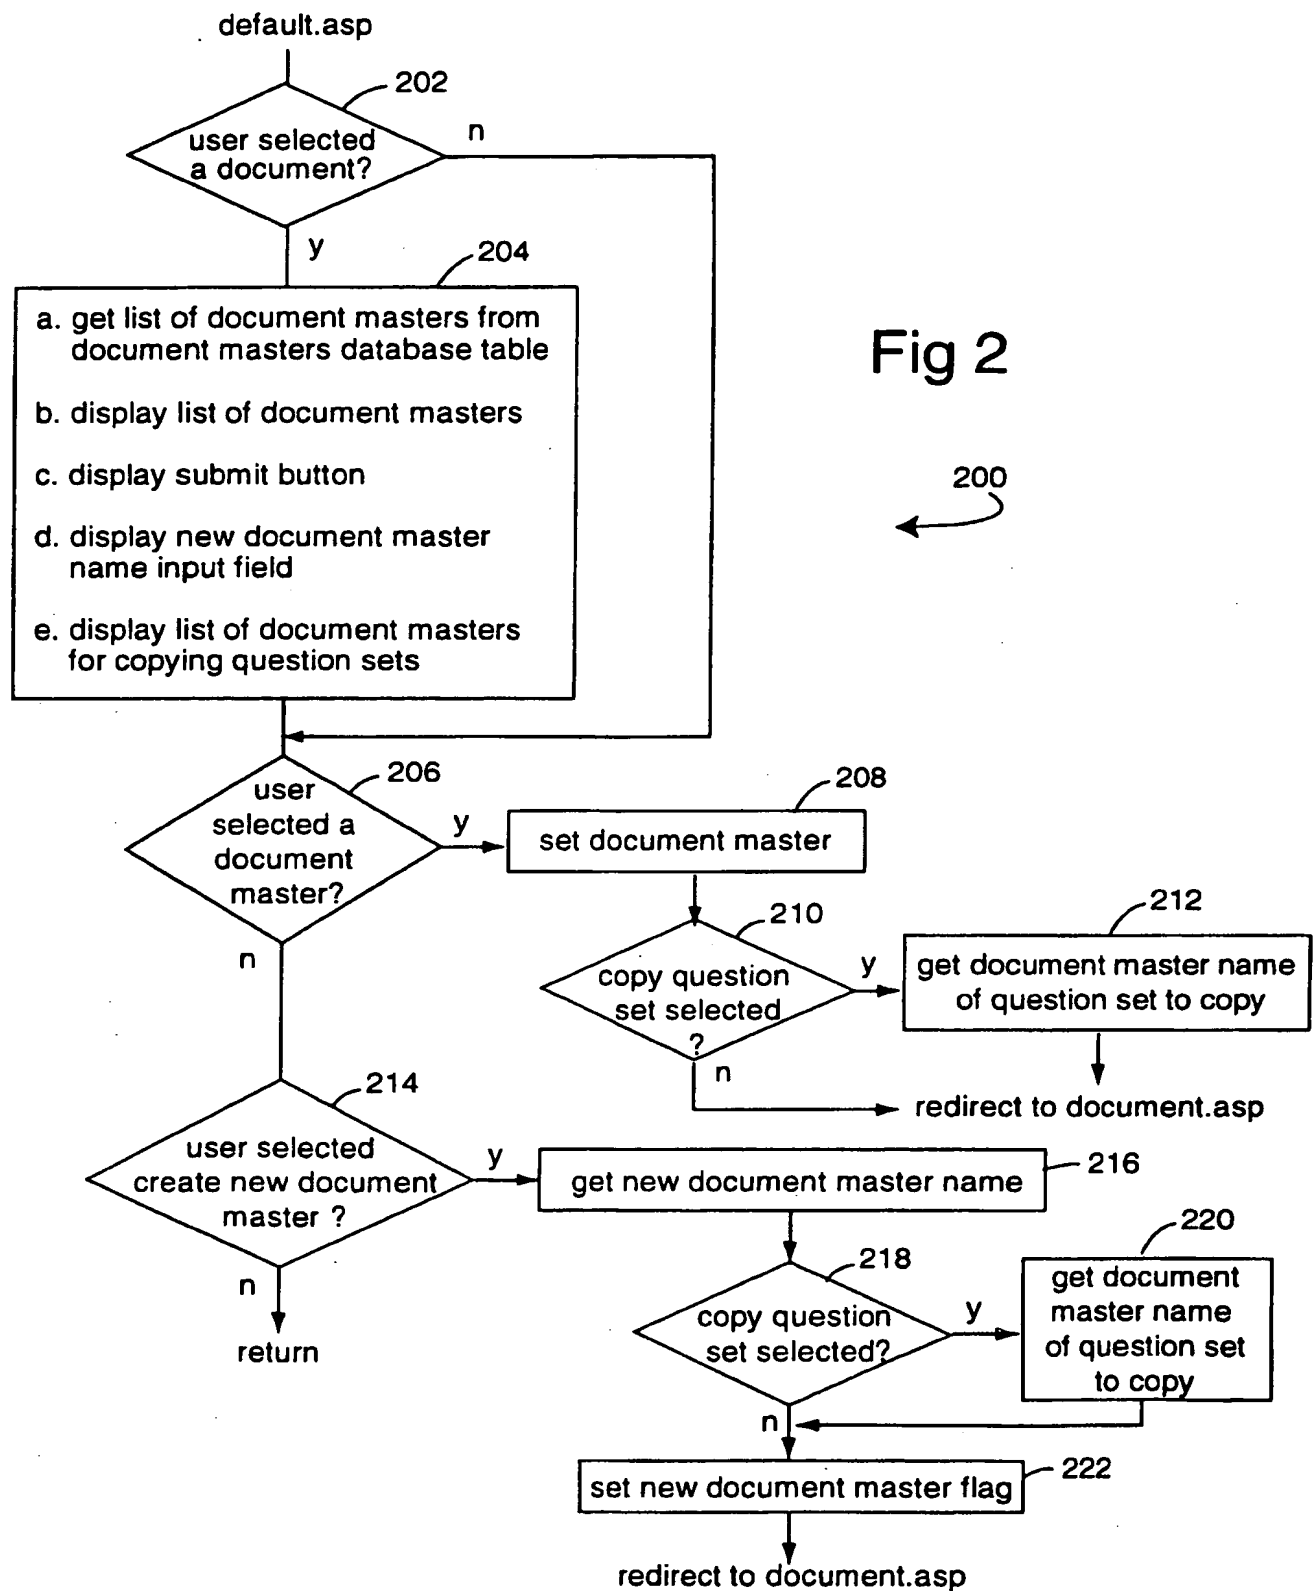 default.asp
202
user selected
a document?
n
y
204
a. get list of document masters from
document masters database table
b. display list of document masters
c. display submit button
d. display new document master
name input field
e. display list of document masters
for copying question sets
Fig 2
200
206
user
selected a
document
master?
y
n
208
set document master
210
copy question
set selected
?
y
n
212
get document master name
of question set to copy
redirect to document.asp
214
user selected
create new document
master ?
y
n
return
216
get new document master name
218
copy question
set selected?
y
n
220
get document
master name
of question set
to copy
222
set new document master flag
redirect to document.asp